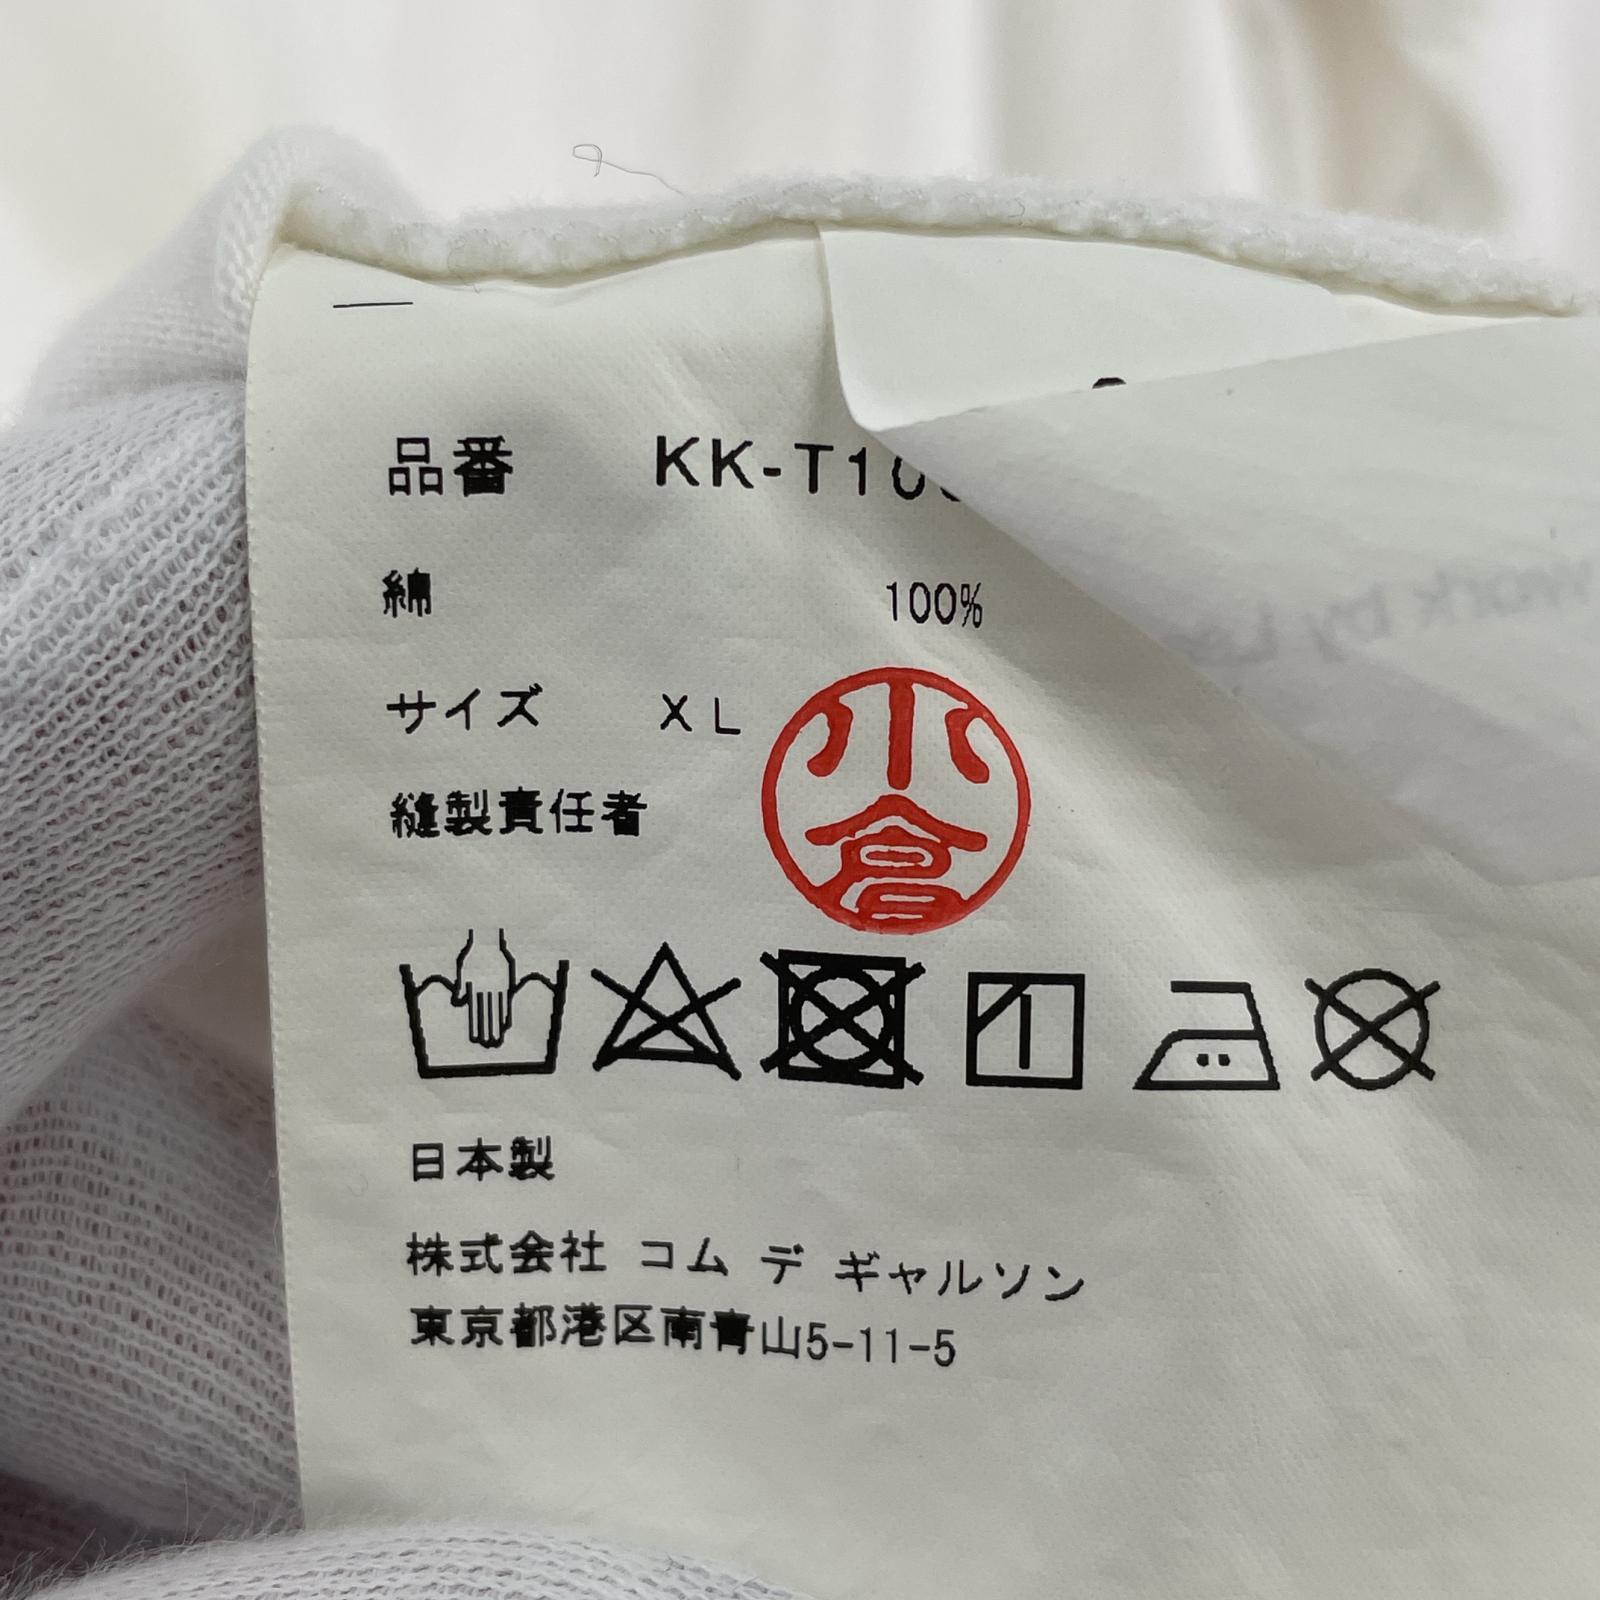 品番 KK-T10
綿 100%
サイズ XL
縫製責任者 小倉
日本製
株式会社 コム デ ギャルソン
東京都港区南青山5-11-5